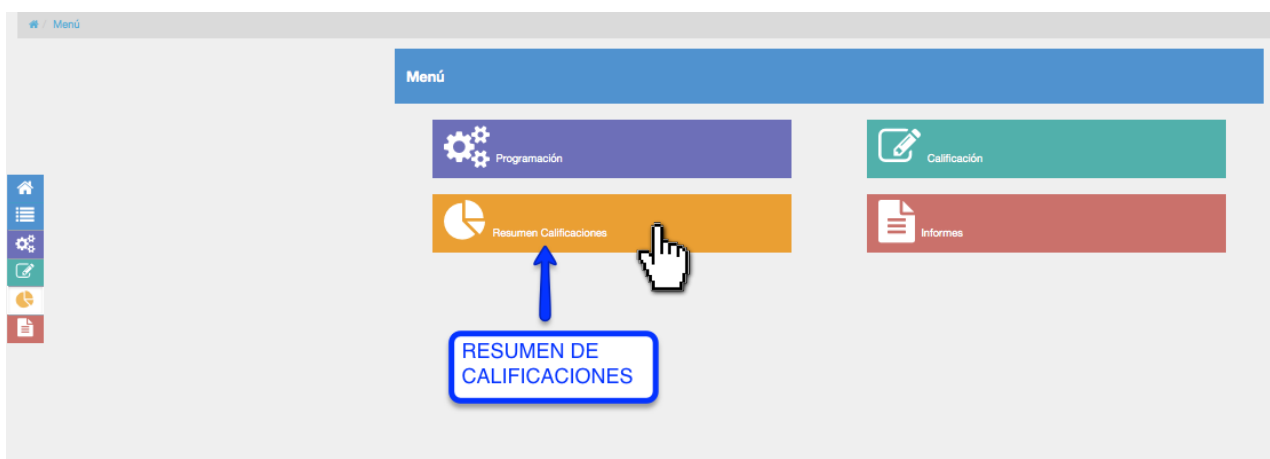 / Menú
Menú
Programación
Calificación
Resumen Calificaciones
Informes
RESUMEN DE
CALIFICACIONES